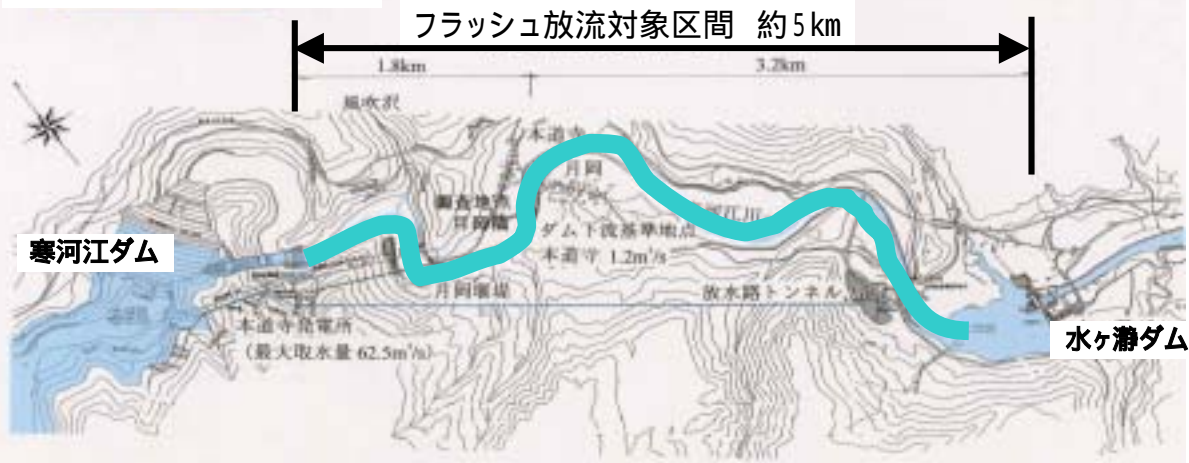 フラッシュ放流対象区間 約5km
1.8km
3.2km
風吹沢
本道寺
月岡
調査地点
月岡橋
ダム下流基準地点
本道寺 1.2m³/s
寒河江ダム
月岡堰堤
放水路トンネル
本道寺発電所
(最大取水量 62.5m³/s)
水ヶ瀞ダム